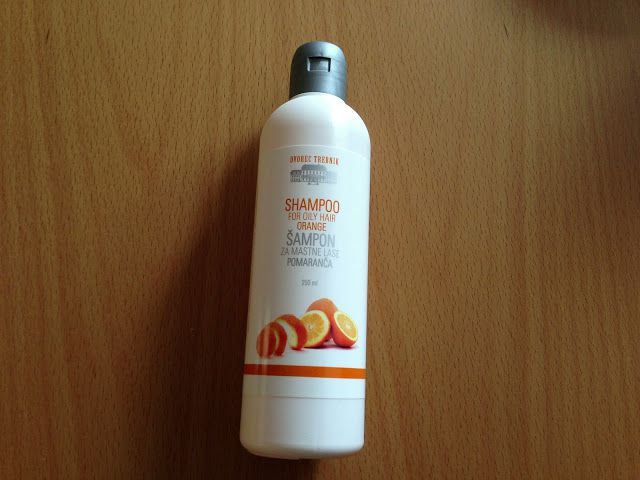 DVOREC TREBNIK
SHAMPOO
FOR OILY HAIR
ORANGE
ŠAMPON
ZA MASTNE LASE
POMARANČA
250 ml